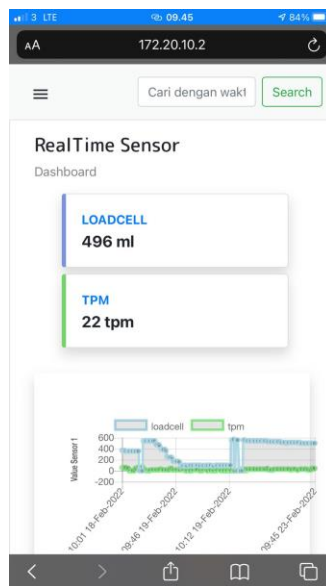 3 LTE 09.45 84%
AA 172.20.10.2
Cari dengan wakt Search
RealTime Sensor
Dashboard
LOADCELL
496 ml
TPM
22 tpm
loadcell tpm
Value Sensor 1
600
400
200
0
-200
10:01 18-Feb-2022
09:46 19-Feb-2022
10:12 19-Feb-2022
09:45 23-Feb-2022